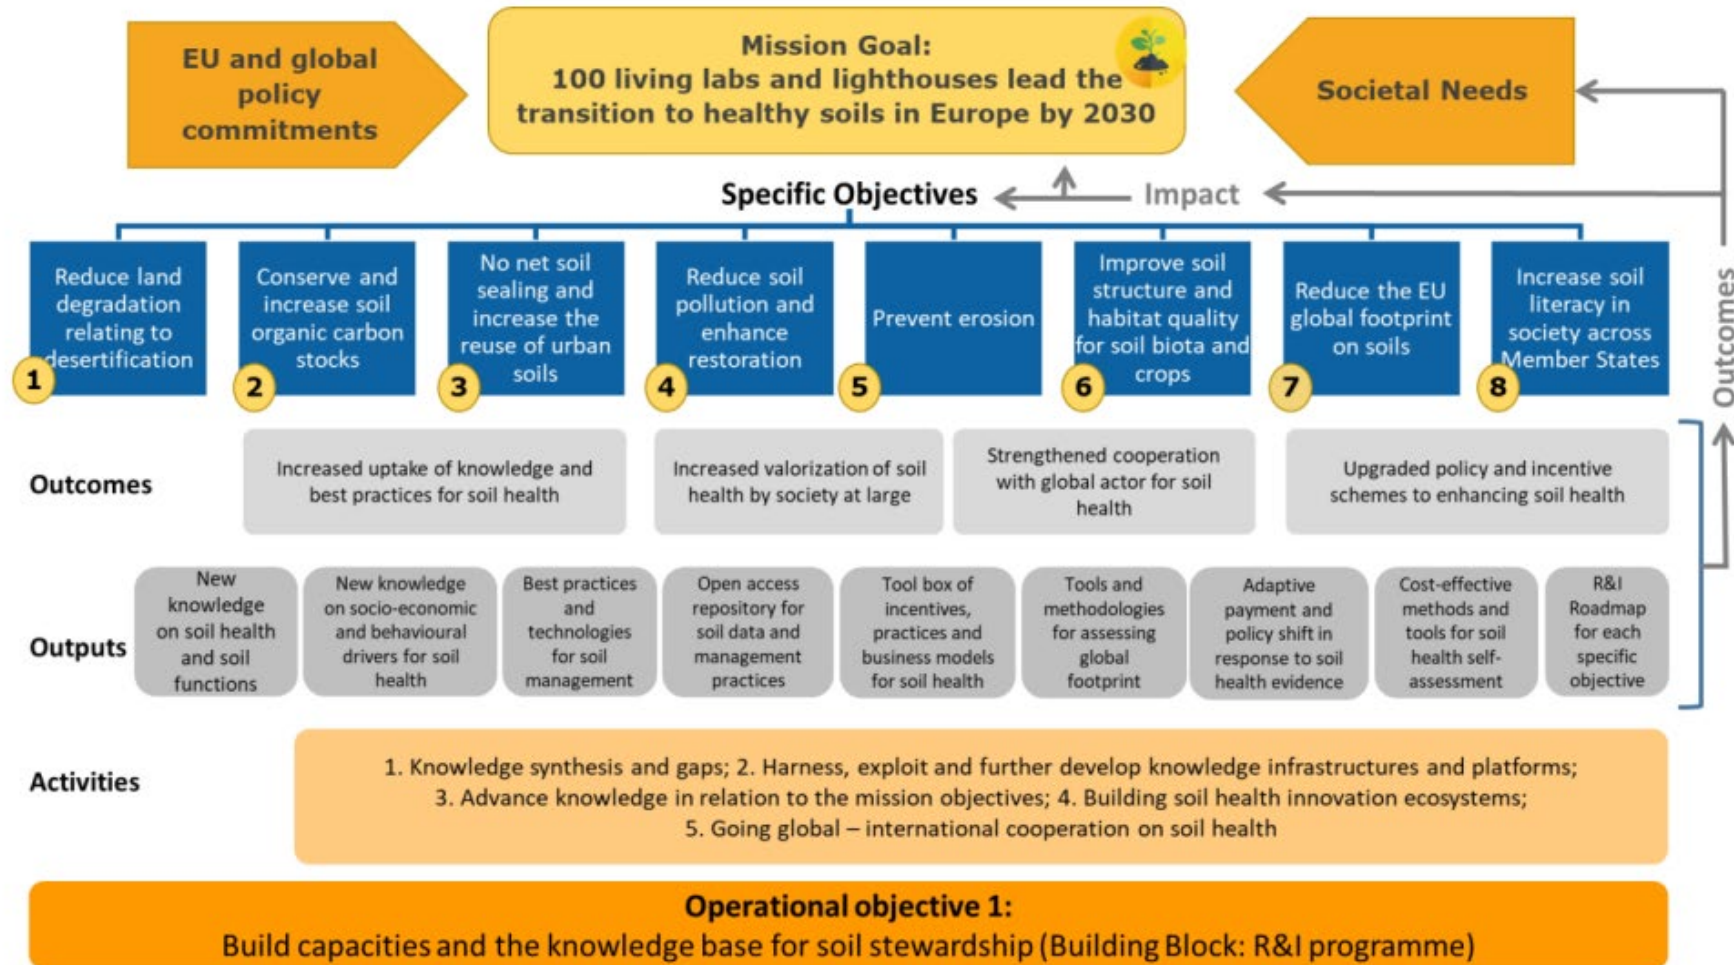 EU and global
policy
commitments
Mission Goal:
100 living labs and lighthouses lead the
transition to healthy soils in Europe by 2030
Societal Needs
Specific Objectives
Impact
Reduce land
degradation
relating to
desertification
1
Conserve and
increase soil
organic carbon
stocks
2
No net soil
sealing and
increase the
reuse of urban
soils
3
Reduce soil
pollution and
enhance
restoration
4
Prevent erosion
5
Improve soil
structure and
habitat quality
for soil biota and
crops
6
Reduce the EU
global footprint
on soils
7
Increase soil
literacy in
society across
Member States
8
Outcomes
Outcomes
Increased uptake of knowledge and
best practices for soil health
Increased valorization of soil
health by society at large
Strengthened cooperation
with global actor for soil
health
Upgraded policy and incentive
schemes to enhancing soil health
Outputs
New
knowledge
on soil health
and soil
functions
New knowledge
on socio-economic
and behavioural
drivers for soil
health
Best practices
and
technologies
for soil
management
Open access
repository for
soil data and
management
practices
Tool box of
incentives,
practices and
business models
for soil health
Tools and
methodologies
for assessing
global
footprint
Adaptive
payment and
policy shift in
response to soil
health evidence
Cost-effective
methods and
tools for soil
health self-
assessment
R&I
Roadmap
for each
specific
objective
Activities
1. Knowledge synthesis and gaps; 2. Harness, exploit and further develop knowledge infrastructures and platforms;
3. Advance knowledge in relation to the mission objectives; 4. Building soil health innovation ecosystems;
5. Going global – international cooperation on soil health
Operational objective 1:
Build capacities and the knowledge base for soil stewardship (Building Block: R&I programme)